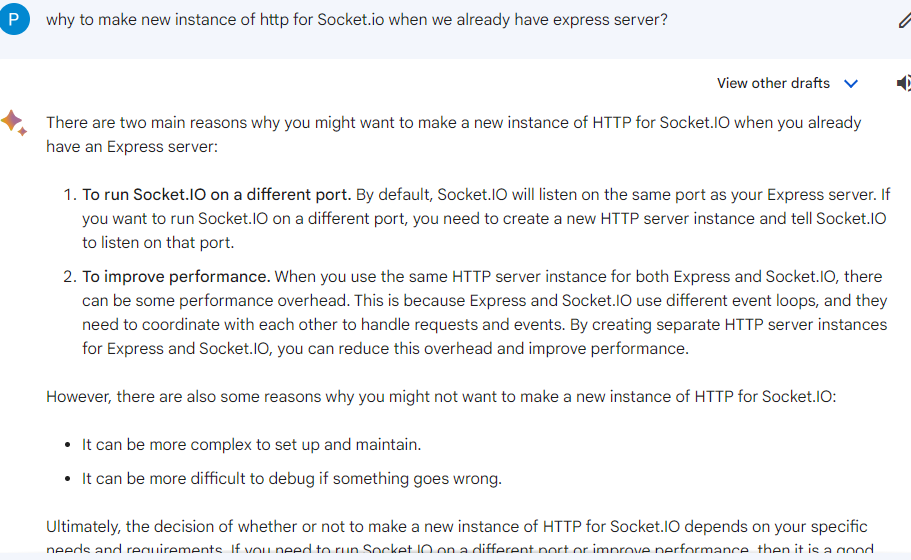 P
why to make new instance of http for Socket.io when we already have express server?
View other drafts
There are two main reasons why you might want to make a new instance of HTTP for Socket.IO when you already
have an Express server:
1. To run Socket.IO on a different port. By default, Socket.IO will listen on the same port as your Express server. If
you want to run Socket.IO on a different port, you need to create a new HTTP server instance and tell Socket.IO
to listen on that port.
2. To improve performance. When you use the same HTTP server instance for both Express and Socket.IO, there
can be some performance overhead. This is because Express and Socket.IO use different event loops, and they
need to coordinate with each other to handle requests and events. By creating separate HTTP server instances
for Express and Socket.IO, you can reduce this overhead and improve performance.
However, there are also some reasons why you might not want to make a new instance of HTTP for Socket.IO:
• It can be more complex to set up and maintain.
• It can be more difficult to debug if something goes wrong.
Ultimately, the decision of whether or not to make a new instance of HTTP for Socket.IO depends on your specific
needs and requirements. If you need to run Socket.IO on a different port or improve performance, then it is a good